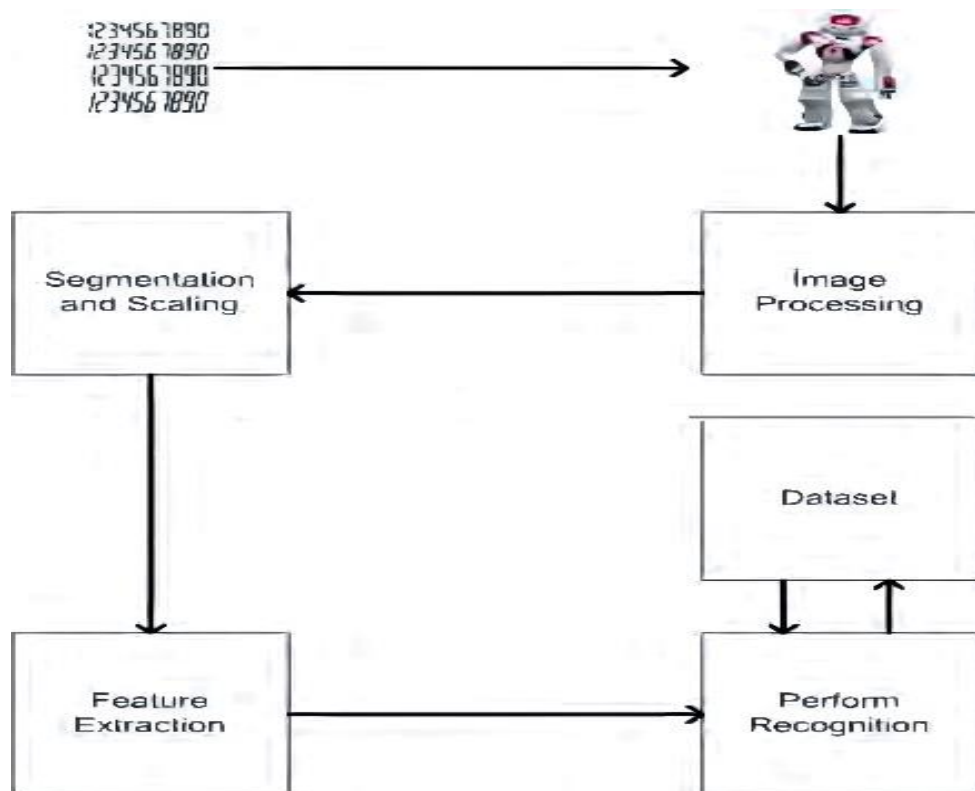 1234567890
1234567890
1234567890
1234567890
Segmentation
and Scaling
Image
Processing
Dataset
Feature
Extraction
Perform
Recognition